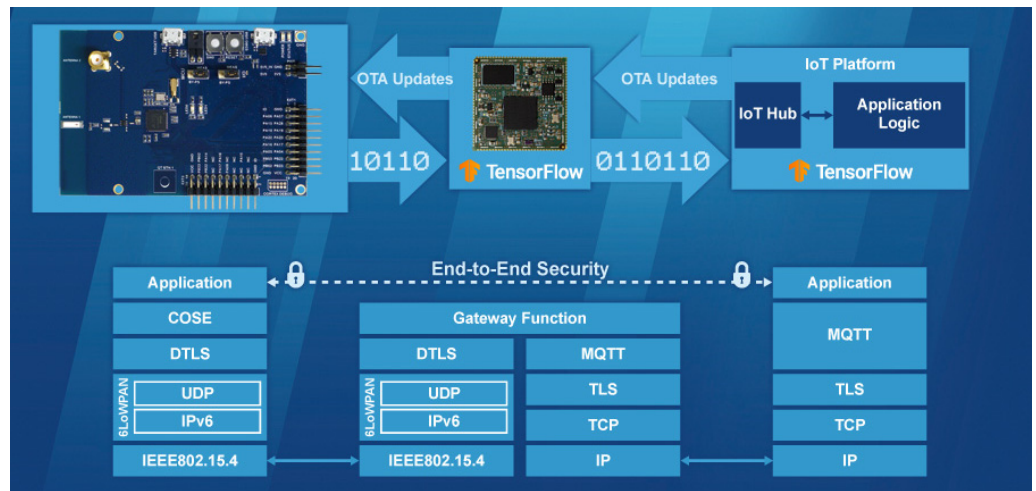 OTA Updates
OTA Updates
IoT Platform
IoT Hub
Application
Logic
10110
TensorFlow
0110110
TensorFlow
End-to-End Security
Application
Application
COSE
Gateway Function
MQTT
DTLS
DTLS
MQTT
6LoWPAN
UDP
6LoWPAN
UDP
TLS
TLS
IPv6
IPv6
TCP
TCP
IEEE802.15.4
IEEE802.15.4
IP
IP